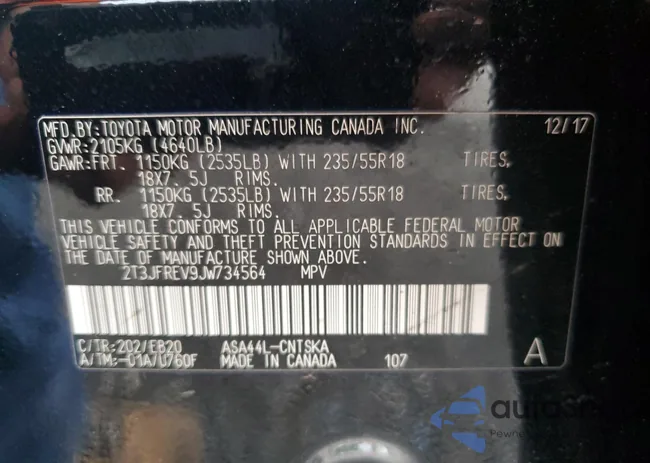 MFD.BY:TOYOTA MOTOR MANUFACTURING CANADA INC. 12/17
GVWR:2105KG (4640LB)
GAWR:FRT. 1150KG (2535LB) WITH 235/55R18 TIRES,
18X7. 5J RIMS.
RR. 1150KG (2535LB) WITH 235/55R18 TIRES,
18X7. 5J RIMS.
THIS VEHICLE CONFORMS TO ALL APPLICABLE FEDERAL MOTOR
VEHICLE SAFETY AND THEFT PREVENTION STANDARDS IN EFFECT ON
THE DATE OF MANUFACTURE SHOWN ABOVE.
2T3JFREV9JW734564 MPV
C/TR:202/EB20 ASA44L-CNTSKA
A/TM:-01A/U760F MADE IN CANADA 107 A